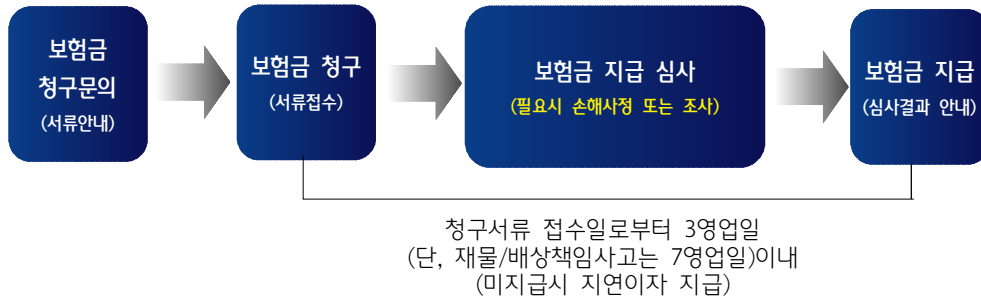 보험금
청구문의
(서류안내)
보험금 청구
(서류접수)
보험금 지급 심사
(필요시 손해사정 또는 조사)
보험금 지급
(심사결과 안내)
청구서류 접수일로부터 3영업일
(단, 재물/배상책임사고는 7영업일)이내
(미지급시 지연이자 지급)